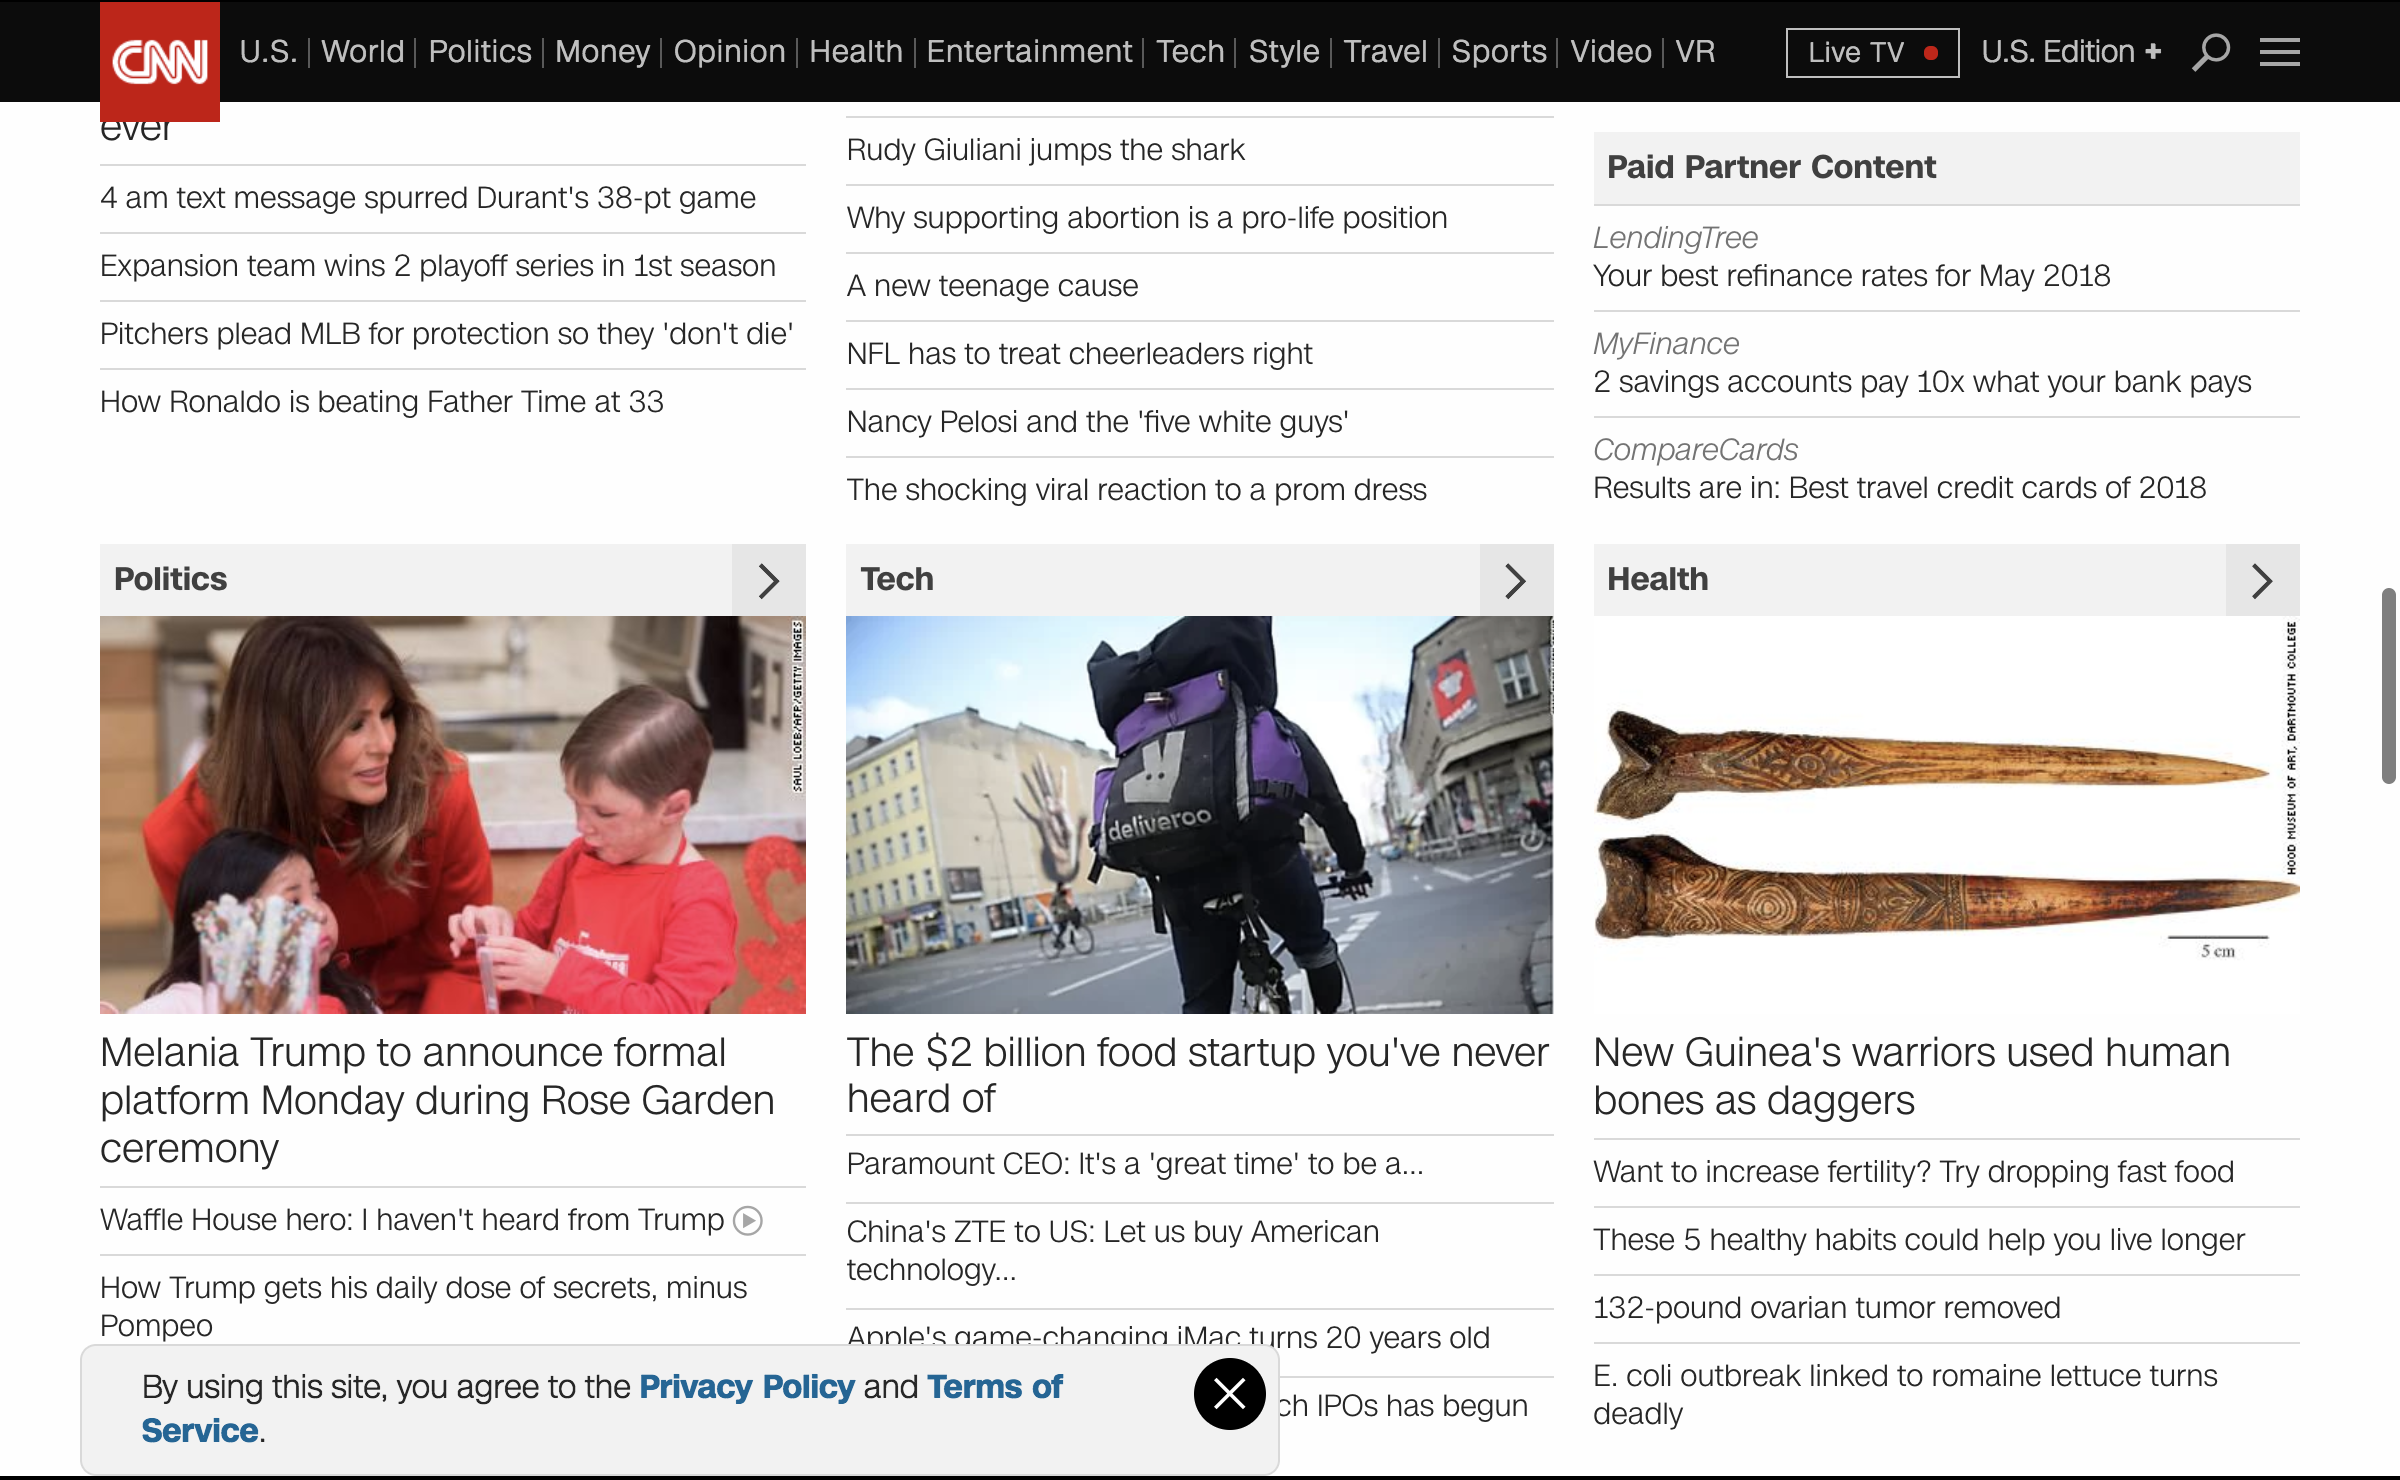 CNN
U.S. World Politics Money Opinion Health Entertainment Tech Style Travel Sports Video VR
Live TV U.S. Edition +
ever
4 am text message spurred Durant's 38-pt game
Expansion team wins 2 playoff series in 1st season
Pitchers plead MLB for protection so they 'don't die'
How Ronaldo is beating Father Time at 33
Rudy Giuliani jumps the shark
Why supporting abortion is a pro-life position
A new teenage cause
NFL has to treat cheerleaders right
Nancy Pelosi and the 'five white guys'
The shocking viral reaction to a prom dress
Paid Partner Content
LendingTree
Your best refinance rates for May 2018
MyFinance
2 savings accounts pay 10x what your bank pays
CompareCards
Results are in: Best travel credit cards of 2018
Politics
SAUL LOEB/AFP/GETTY IMAGES
Melania Trump to announce formal
platform Monday during Rose Garden
ceremony
Waffle House hero: I haven't heard from Trump
How Trump gets his daily dose of secrets, minus
Pompeo
Tech
deliveroo
The $2 billion food startup you've never
heard of
Paramount CEO: It's a 'great time' to be a...
China's ZTE to US: Let us buy American
technology...
Apple's game-changing iMac turns 20 years old
ch IPOs has begun
Health
HOOD MUSEUM OF ART, DARTMOUTH COLLEGE
5 cm
New Guinea's warriors used human
bones as daggers
Want to increase fertility? Try dropping fast food
These 5 healthy habits could help you live longer
132-pound ovarian tumor removed
E. coli outbreak linked to romaine lettuce turns
deadly
By using this site, you agree to the Privacy Policy and Terms of
Service.